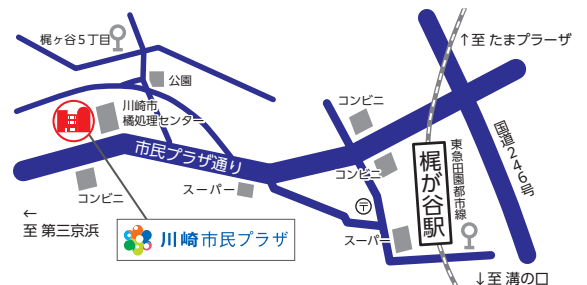 梶ヶ谷5丁目
↑至 たまプラーザ
公園
川崎市
橘処理センター
コンビニ
国道246号
市民プラザ通り
コンビニ
東急田園都市線
梶が谷駅
コンビニ
スーパー
〒
←
至 第三京浜
川崎市民プラザ
スーパー
↓至 溝の口